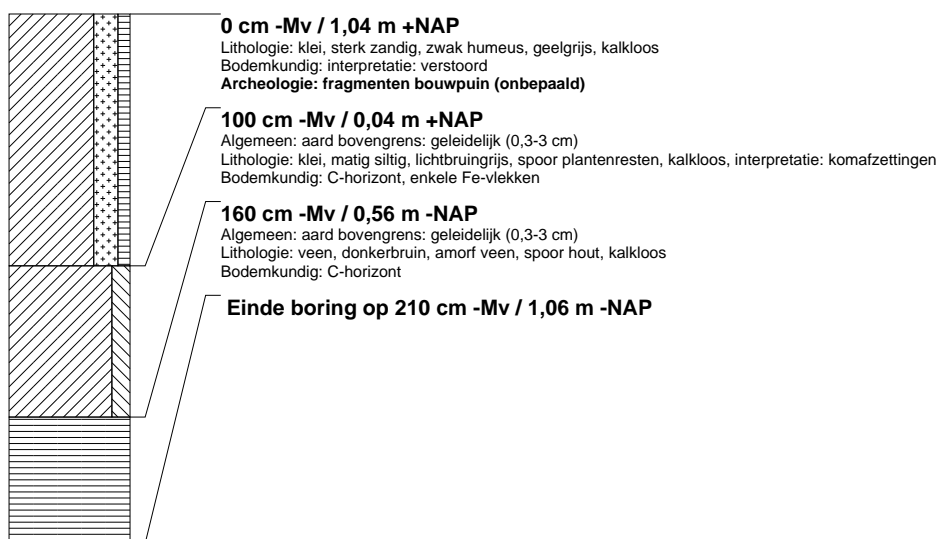 0 cm -Mv / 1,04 m +NAP
Lithologie: klei, sterk zandig, zwak humeus, geelgrijs, kalkloos
Bodemkundig: interpretatie: verstoord
Archeologie: fragmenten bouwpuin (onbepaald)
100 cm -Mv / 0,04 m +NAP
Algemeen: aard bovengrens: geleidelijk (0,3-3 cm)
Lithologie: klei, matig siltig, lichtbruingrijs, spoor plantenresten, kalkloos, interpretatie: komafzettingen
Bodemkundig: C-horizont, enkele Fe-vlekken
160 cm -Mv / 0,56 m -NAP
Algemeen: aard bovengrens: geleidelijk (0,3-3 cm)
Lithologie: veen, donkerbruin, amorf veen, spoor hout, kalkloos
Bodemkundig: C-horizont
Einde boring op 210 cm -Mv / 1,06 m -NAP